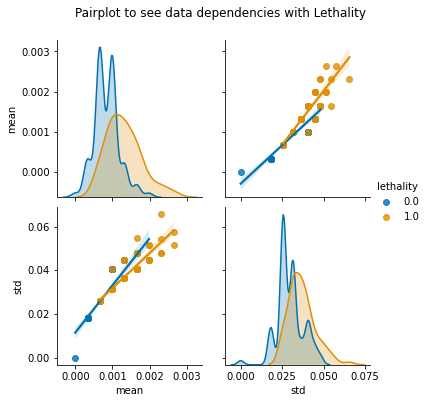 Pairplot to see data dependencies with Lethality
0.003
0.002
0.001
0.000
mean
lethality
0.0
1.0
0.06
0.04
0.02
0.00
std
0.000 0.001 0.002 0.003
mean
0.000 0.025 0.050 0.075
std